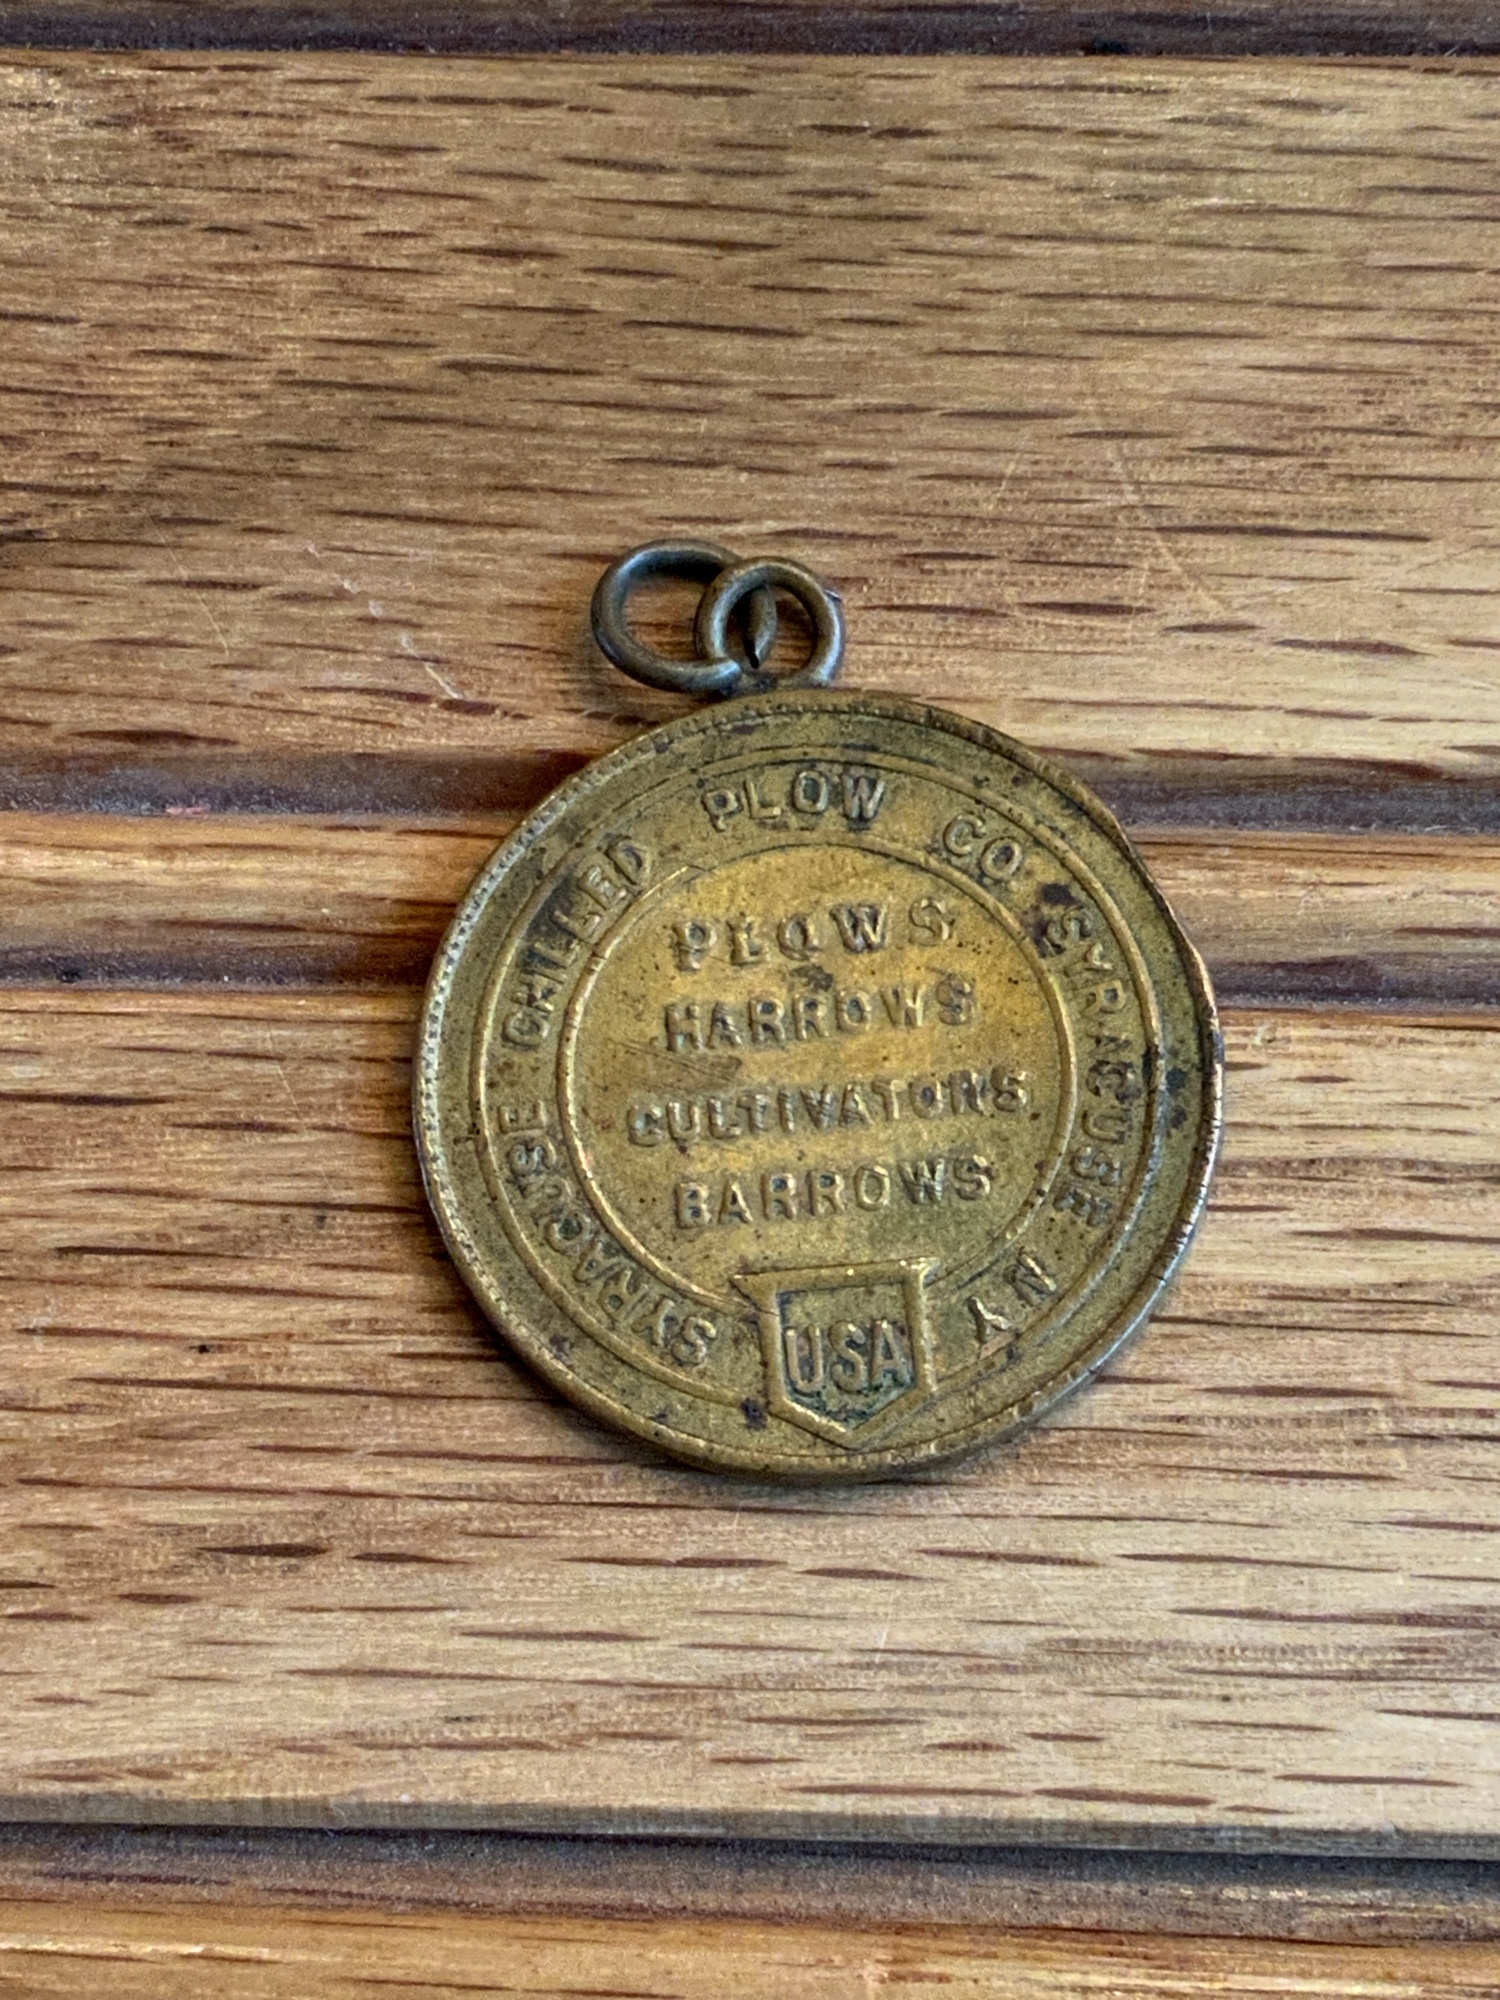 SYRACUSE CHILLED PLOW CO SYRACUSE N Y
PLOWS
HARROWS
CULTIVATORS
BARROWS
USA